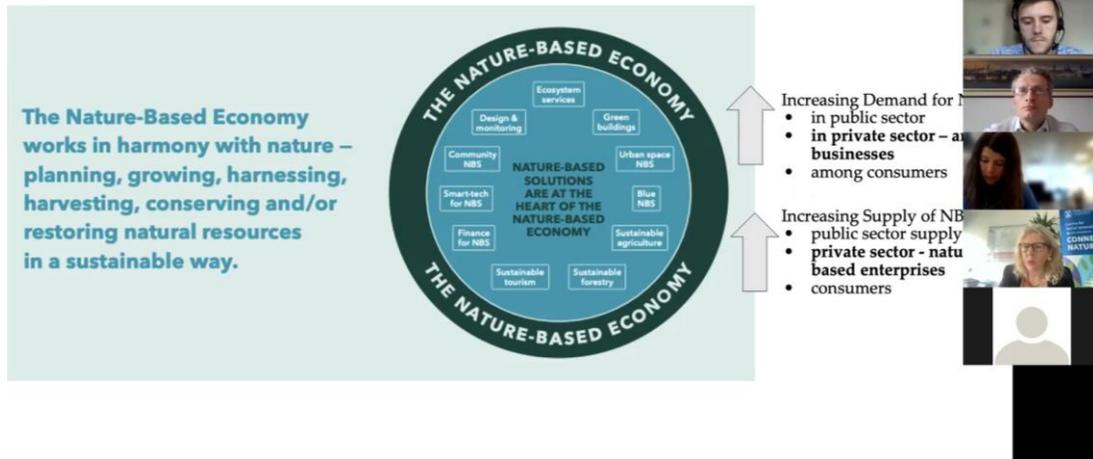 The Nature-Based Economy
works in harmony with nature –
planning, growing, harnessing,
harvesting, conserving and/or
restoring natural resources
in a sustainable way.
THE NATURE-BASED ECONOMY
Ecosystem
services
Design &
monitoring
Green
buildings
Community
NBS
Urban space
NBS
Smart-tech
for NBS
Blue
NBS
Finance
for NBS
Sustainable
agriculture
Sustainable
tourism
Sustainable
forestry
NATURE-BASED
SOLUTIONS
ARE AT THE
HEART OF THE
NATURE-BASED
ECONOMY
THE NATURE-BASED ECONOMY
Increasing Demand for
• in public sector
• in private sector –
businesses
• among consumers
Increasing Supply of NB
• public sector supply
• private sector - natu
based enterprises
• consumers
CONNE
NATUR